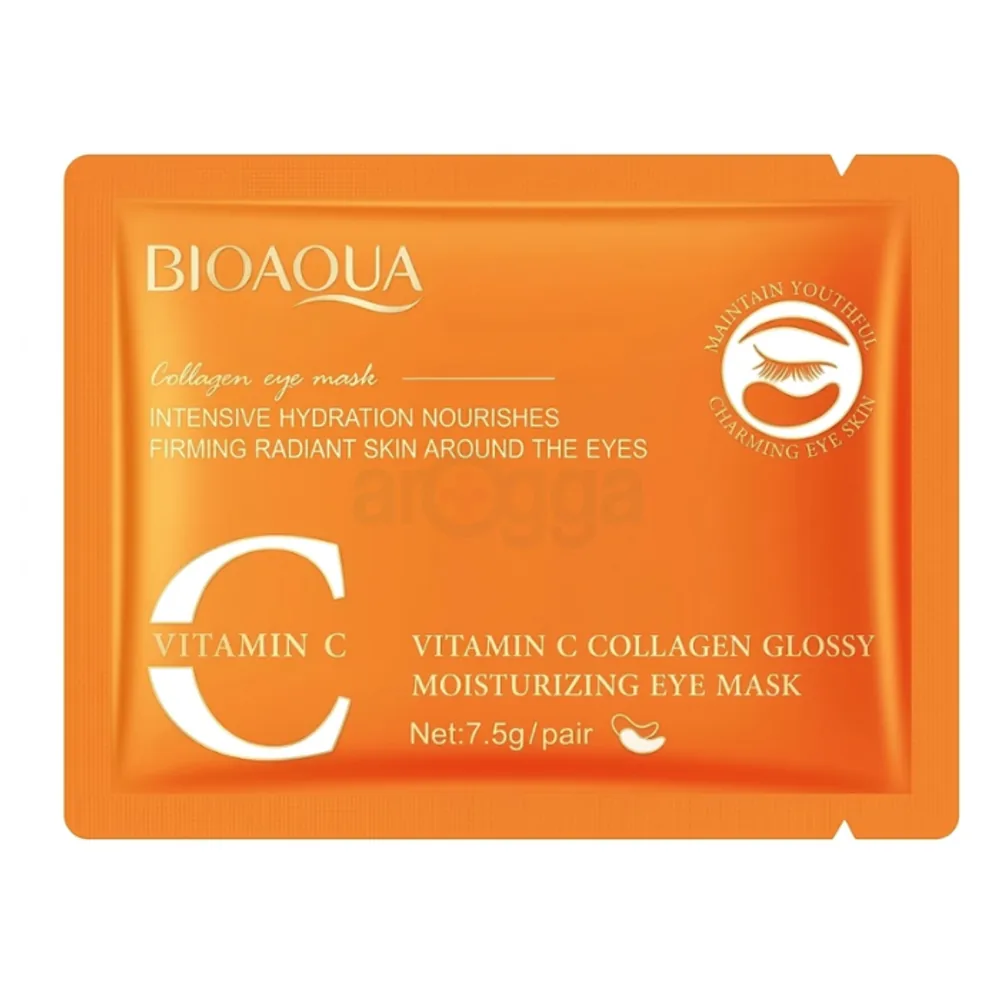 BIOAQUA
Collagen eye mask
INTENSIVE HYDRATION NOURISHES
FIRMING RADIANT SKIN AROUND THE EYES
MAINTAIN YOUTHFUL
CHARMING EYE SKIN
arogga
VITAMIN C
VITAMIN C COLLAGEN GLOSSY
MOISTURIZING EYE MASK
Net:7.5g/pair